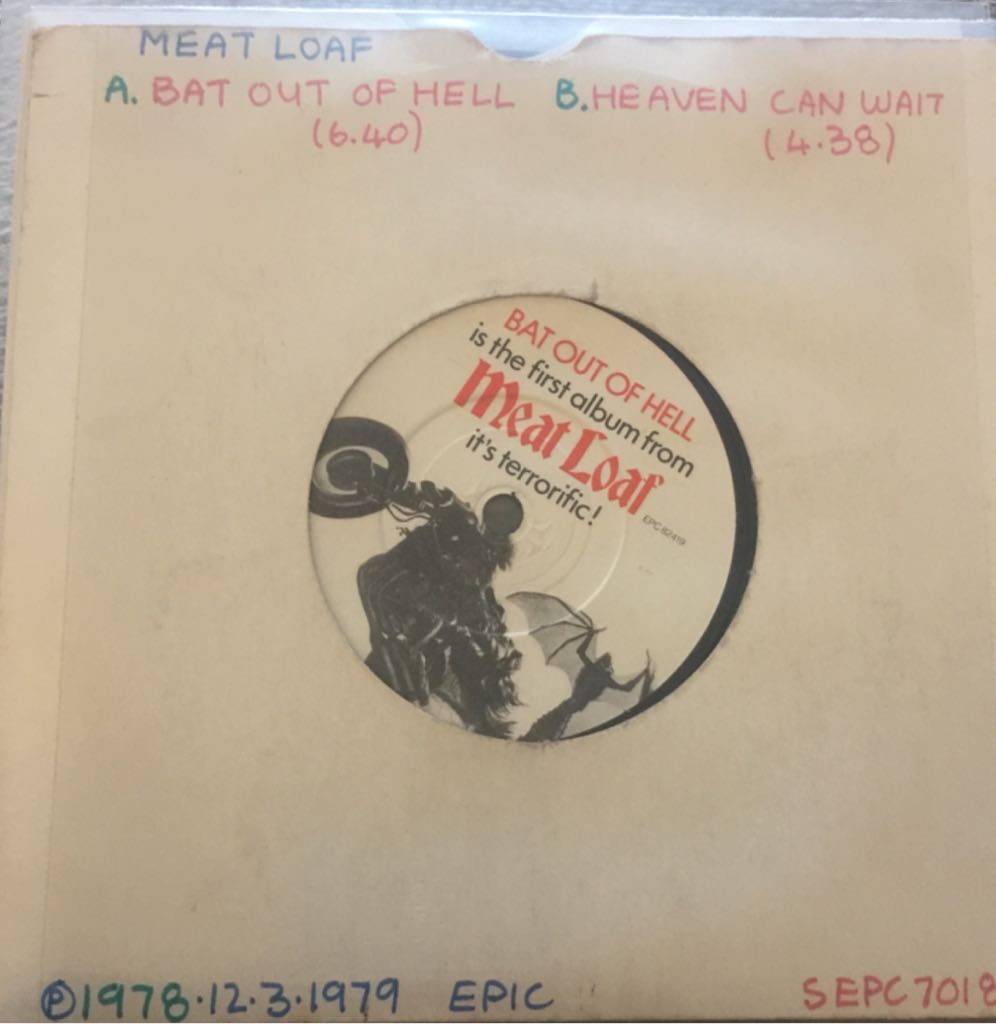 MEAT LOAF
A. BAT OUT OF HELL B. HEAVEN CAN WAIT
(6.40) (4.38)
BAT OUT OF HELL
is the first album from
Meat Loaf
it's terrorific!
EPC 82419
℗1978·12·3·1979 EPIC SEPC7018